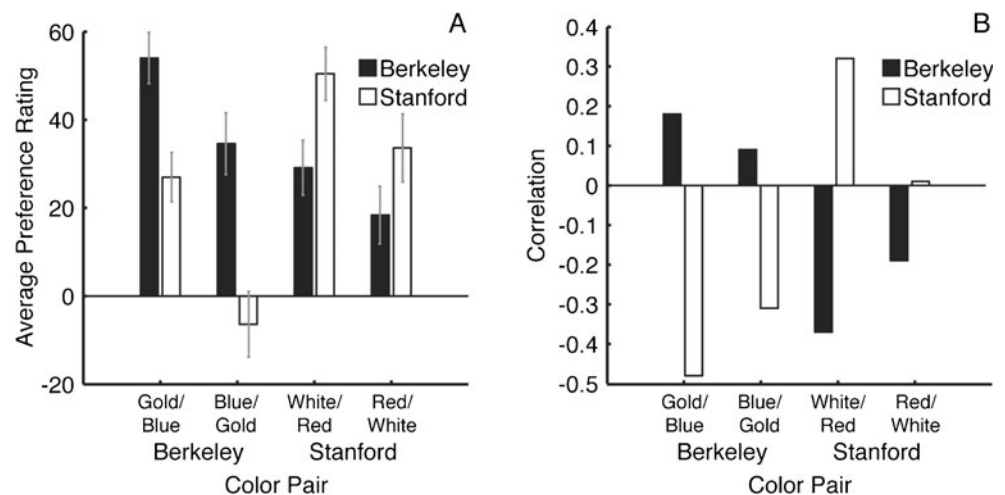 A
Average Preference Rating
60
40
20
0
-20
Berkeley
Stanford
Gold/
Blue
Blue/
Gold
White/
Red
Red/
White
Berkeley
Stanford
Color Pair
B
Correlation
0.4
0.3
0.2
0.1
0
-0.1
-0.2
-0.3
-0.4
-0.5
Berkeley
Stanford
Gold/
Blue
Blue/
Gold
White/
Red
Red/
White
Berkeley
Stanford
Color Pair